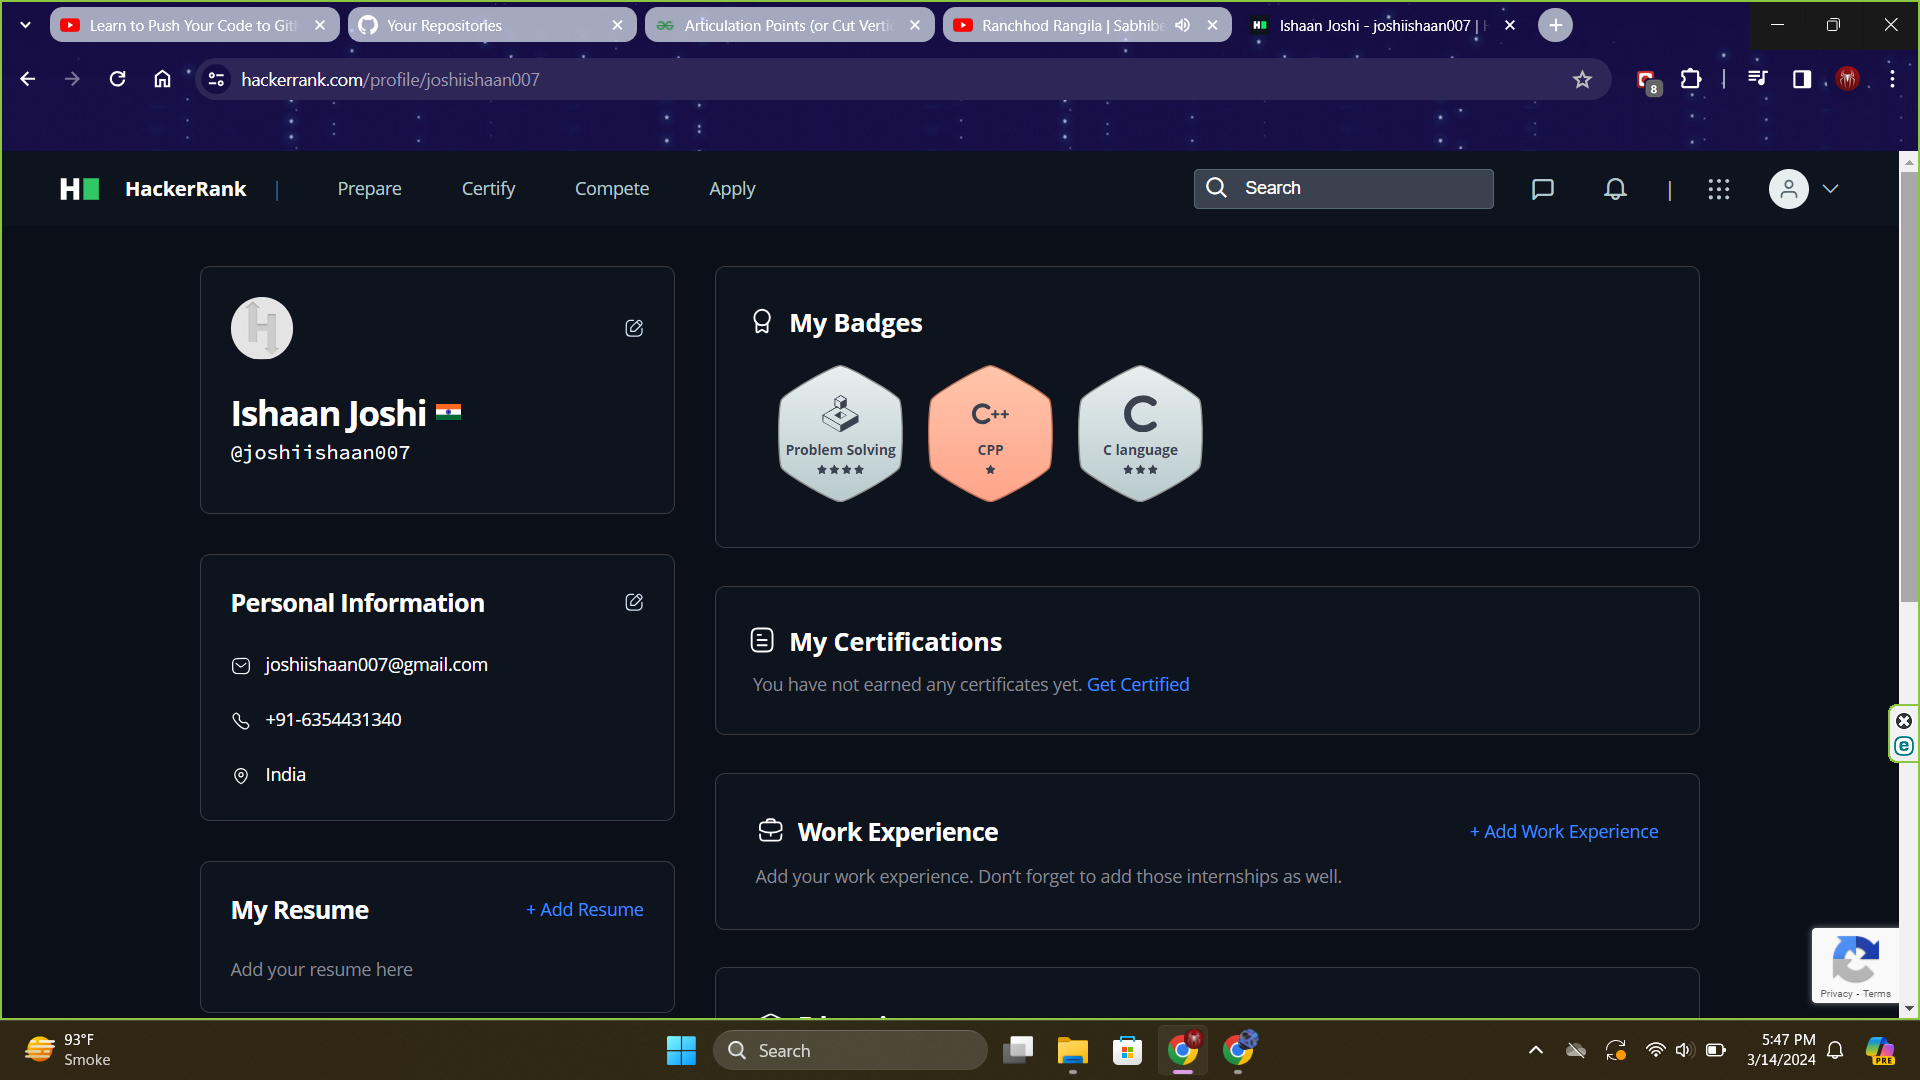 Learn to Push Your Code to Git
Your Repositories
Articulation Points (or Cut Verti
Ranchhod Rangila | Sabhibe
Ishaan Joshi - joshiishaan007 |
hackerrank.com/profile/joshiishaan007
8
HackerRank
Prepare
Certify
Compete
Apply
Search
Ishaan Joshi
@joshiishaan007
My Badges
Problem Solving
C++
CPP
C
C language
Personal Information
joshiishaan007@gmail.com
+91-6354431340
India
My Certifications
You have not earned any certificates yet. Get Certified
Work Experience
+ Add Work Experience
Add your work experience. Don’t forget to add those internships as well.
My Resume
+ Add Resume
Add your resume here
Privacy - Terms
93°F
Smoke
Search
5:47 PM
3/14/2024
PRE